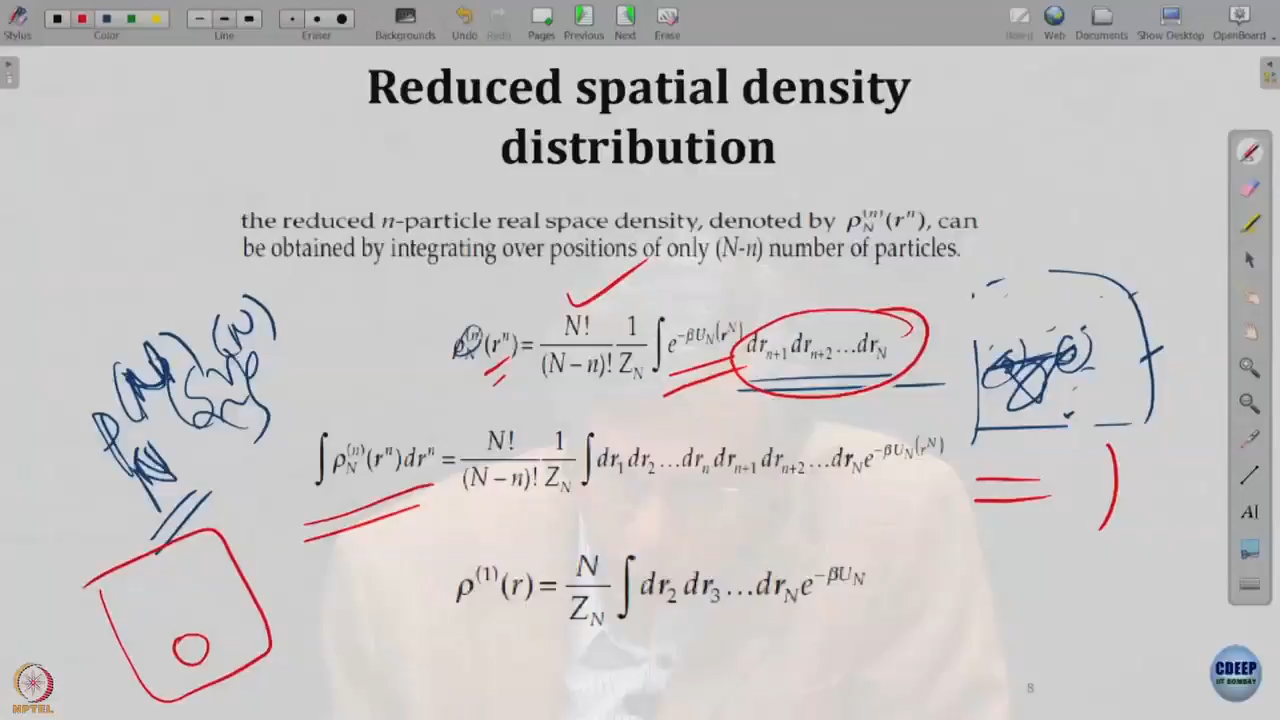 Stylus Color Line Eraser Backgrounds Undo Redo Pages Previous Next Erase Board Web Documents Show Desktop OpenBoard
Reduced spatial density
distribution
the reduced n-particle real space density, denoted by ρ_N^(n)(r^n), can
be obtained by integrating over positions of only (N-n) number of particles.
ρ_N^(n)(r^n) = N!/(N−n)! 1/Z_N ∫ e^(−βU_N(r^N)) dr_(n+1) dr_(n+2) ...dr_N
∫ ρ_N^(n)(r^n)dr^n = N!/(N−n)! 1/Z_N ∫ dr_1 dr_2 ...dr_n dr_(n+1) dr_(n+2) ...dr_N e^(−βU_N(r^N))
ρ^(1)(r) = N/Z_N ∫ dr_2 dr_3 ...dr_N e^(−βU_N)
AI
8
NPTEL
CDEEP
IIT BOMBAY